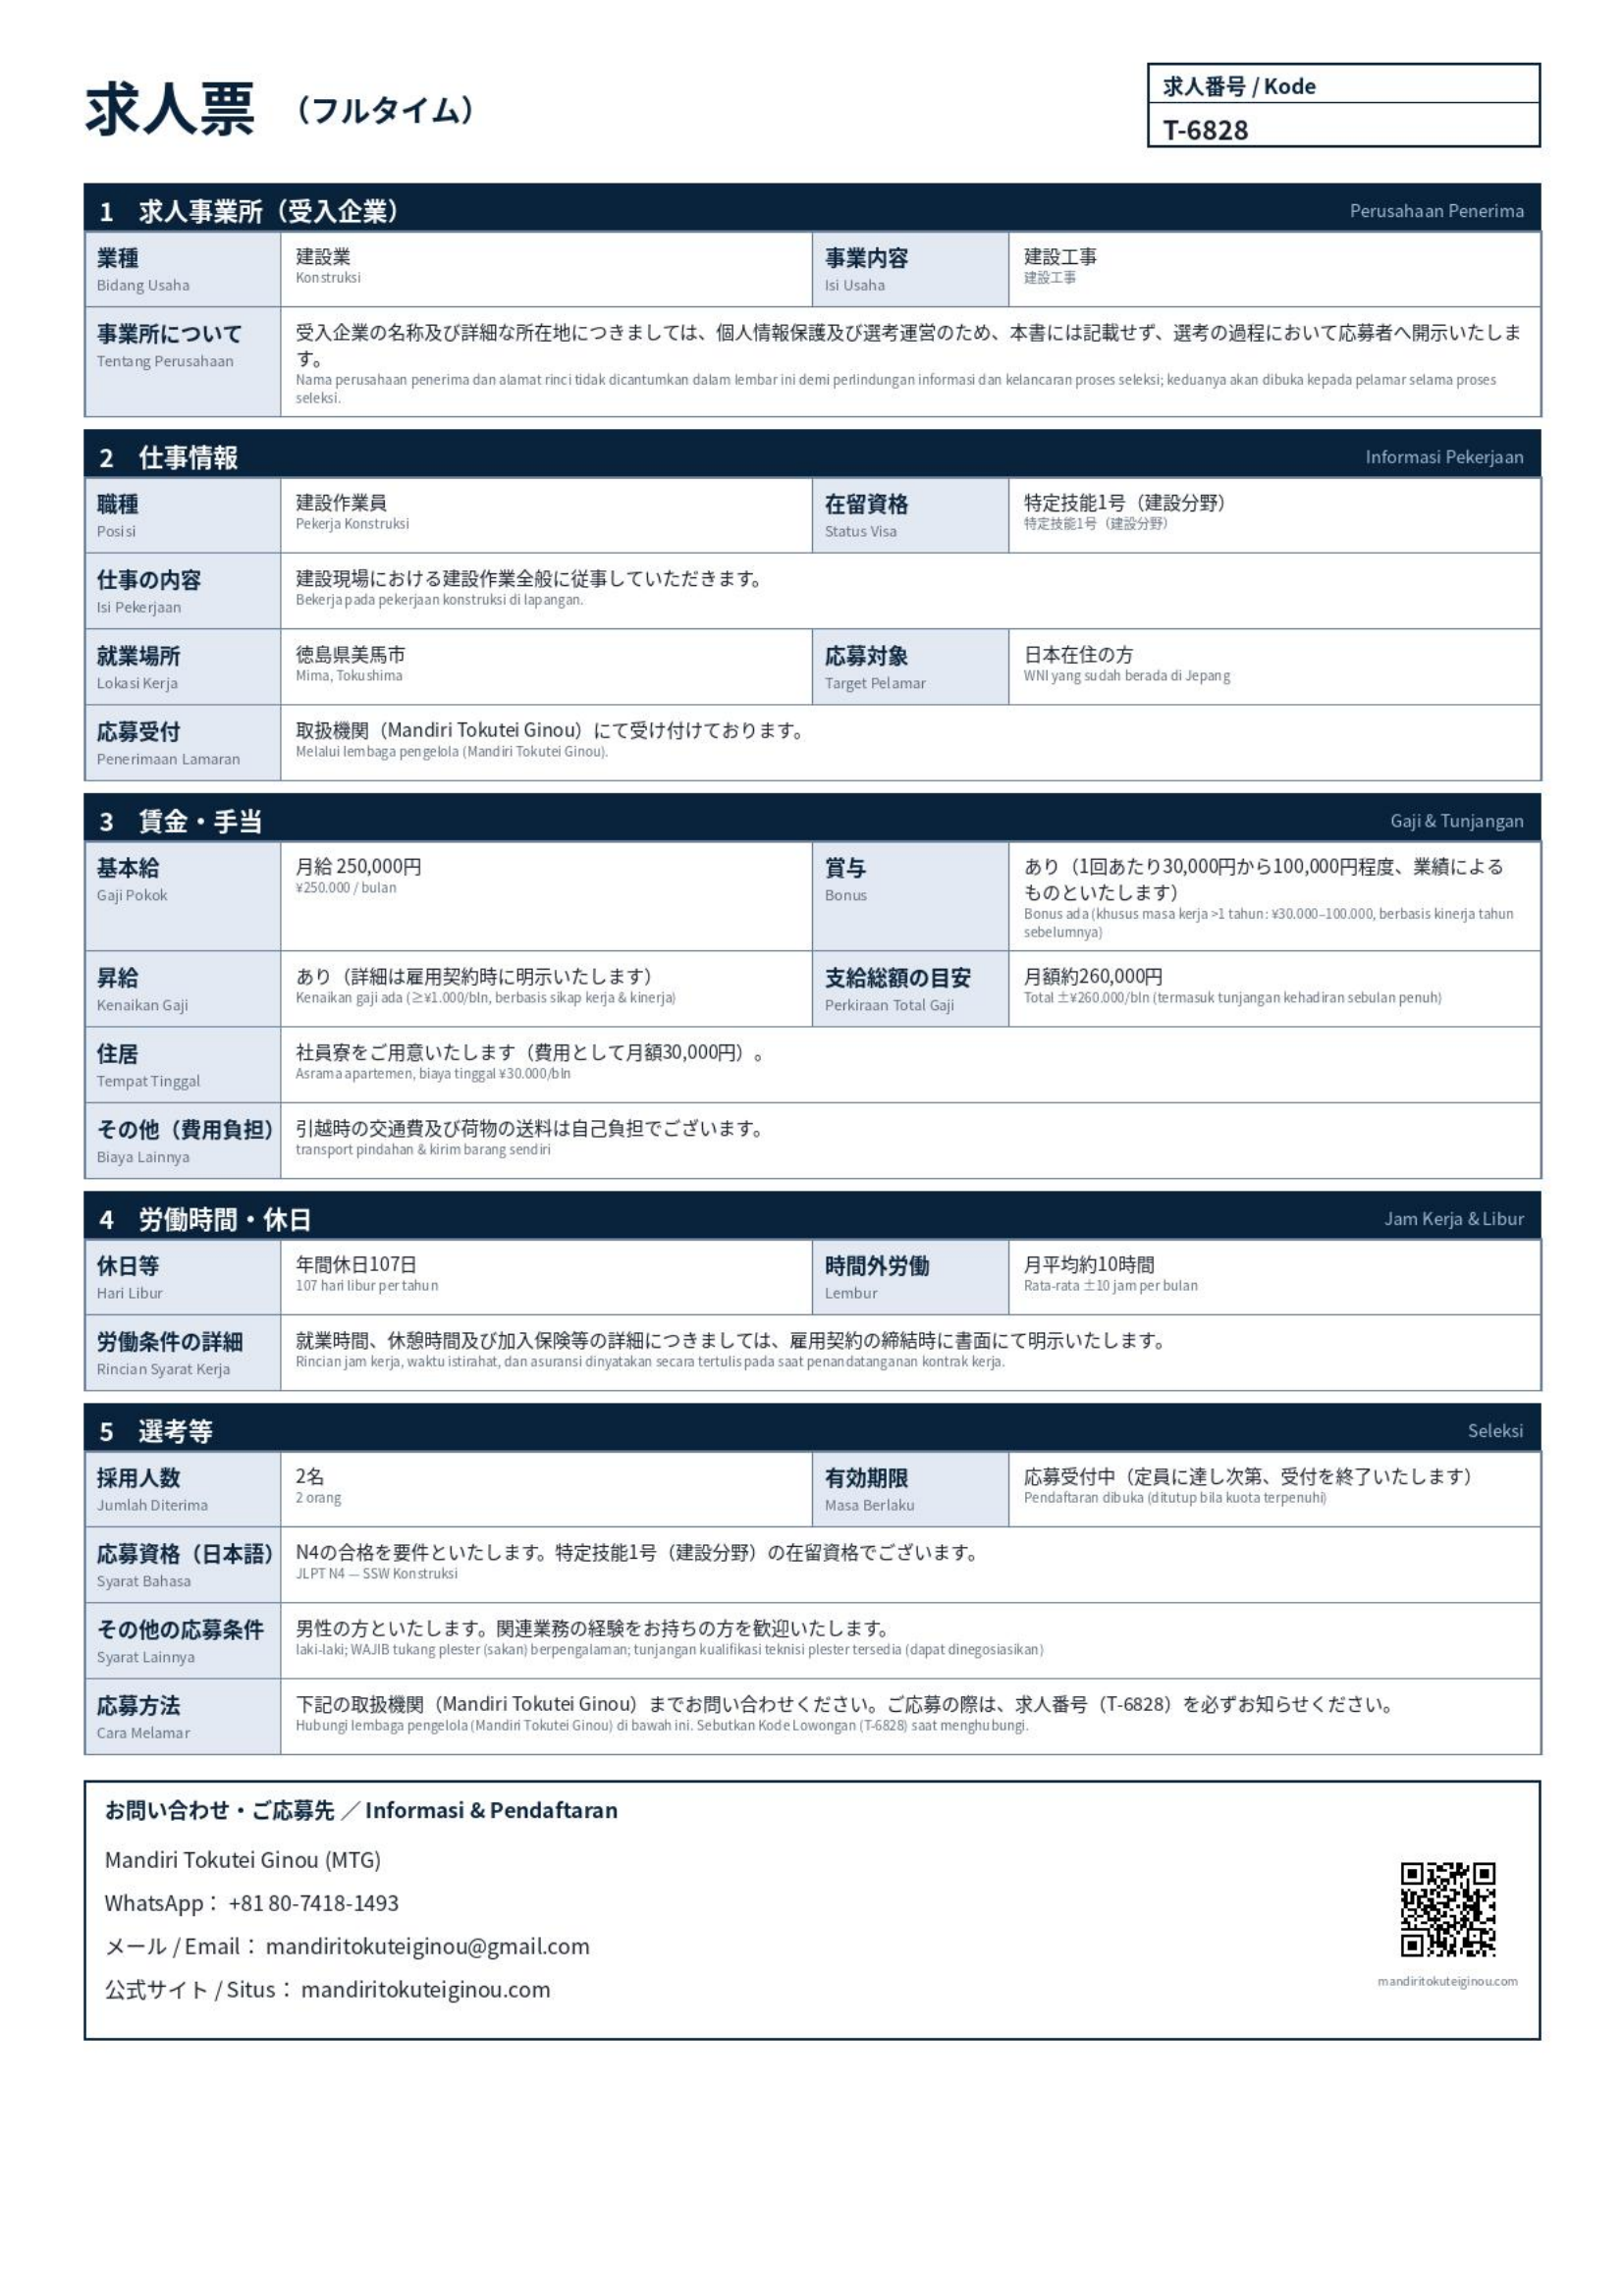 求人票 （フルタイム）
求人番号 / Kode
T-6828
1 求人事業所（受入企業）
Perusahaan Penerima
業種
Bidang Usaha
建設業
Konstruksi
事業内容
Isi Usaha
建設工事
建設工事
事業所について
Tentang Perusahaan
受入企業の名称及び詳細な所在地につきましては、個人情報保護及び選考運営のため、本書には記載せず、選考の過程において応募者へ開示いたしま
す。
Nama perusahaan penerima dan alamat rinci tidak dicantumkan dalam lembar ini demi perlindungan informasi dan kelancaran proses seleksi; keduanya akan dibuka kepada pelamar selama proses
seleksi.
2 仕事情報
Informasi Pekerjaan
職種
Posisi
建設作業員
Pekerja Konstruksi
在留資格
Status Visa
特定技能1号（建設分野）
特定技能1号（建設分野）
仕事の内容
Isi Pekerjaan
建設現場における建設作業全般に従事していただきます。
Bekerja pada pekerjaan konstruksi di lapangan.
就業場所
Lokasi Kerja
徳島県美馬市
Mima, Tokushima
応募対象
Target Pelamar
日本在住の方
WNI yang sudah berada di Jepang
応募受付
Penerimaan Lamaran
取扱機関（Mandiri Tokutei Ginou）にて受け付けております。
Melalui lembaga pengelola (Mandiri Tokutei Ginou).
3 賃金・手当
Gaji & Tunjangan
基本給
Gaji Pokok
月給 250,000円
¥250.000 / bulan
賞与
Bonus
あり（1回あたり30,000円から100,000円程度、業績による
ものといたします）
Bonus ada (khusus masa kerja >1 tahun: ¥30.000–100.000, berbasis kinerja tahun
sebelumnya)
昇給
Kenaikan Gaji
あり（詳細は雇用契約時に明示いたします）
Kenaikan gaji ada (≥¥1.000/bln, berbasis sikap kerja & kinerja)
支給総額の目安
Perkiraan Total Gaji
月額約260,000円
Total ±¥260.000/bln (termasuk tunjangan kehadiran sebulan penuh)
住居
Tempat Tinggal
社員寮をご用意いたします（費用として月額30,000円）。
Asrama apartemen, biaya tinggal ¥30.000/bln
その他（費用負担）
Biaya Lainnya
引越時の交通費及び荷物の送料は自己負担でございます。
transport pindahan & kirim barang sendiri
4 労働時間・休日
Jam Kerja & Libur
休日等
Hari Libur
年間休日107日
107 hari libur per tahun
時間外労働
Lembur
月平均約10時間
Rata-rata ±10 jam per bulan
労働条件の詳細
Rincian Syarat Kerja
就業時間、休憩時間及び加入保険等の詳細につきましては、雇用契約の締結時に書面にて明示いたします。
Rincian jam kerja, waktu istirahat, dan asuransi dinyatakan secara tertulis pada saat penandatanganan kontrak kerja.
5 選考等
Seleksi
採用人数
Jumlah Diterima
2名
2 orang
有効期限
Masa Berlaku
応募受付中（定員に達し次第、受付を終了いたします）
Pendaftaran dibuka (ditutup bila kuota terpenuhi)
応募資格（日本語）
Syarat Bahasa
N4の合格を要件といたします。特定技能1号（建設分野）の在留資格でございます。
JLPT N4 — SSW Konstruksi
その他の応募条件
Syarat Lainnya
男性の方といたします。関連業務の経験をお持ちの方を歓迎いたします。
laki-laki; WAJIB tukang plester (sakan) berpengalaman; tunjangan kualifikasi teknisi plester tersedia (dapat dinegosiasikan)
応募方法
Cara Melamar
下記の取扱機関（Mandiri Tokutei Ginou）までお問い合わせください。ご応募の際は、求人番号（T-6828）を必ずお知らせください。
Hubungi lembaga pengelola (Mandiri Tokutei Ginou) di bawah ini. Sebutkan Kode Lowongan (T-6828) saat menghubungi.
お問い合わせ・ご応募先 ／ Informasi & Pendaftaran
Mandiri Tokutei Ginou (MTG)
WhatsApp： +81 80-7418-1493
メール / Email： mandiritokuteiginou@gmail.com
公式サイト / Situs： mandiritokuteiginou.com
mandiritokuteiginou.com